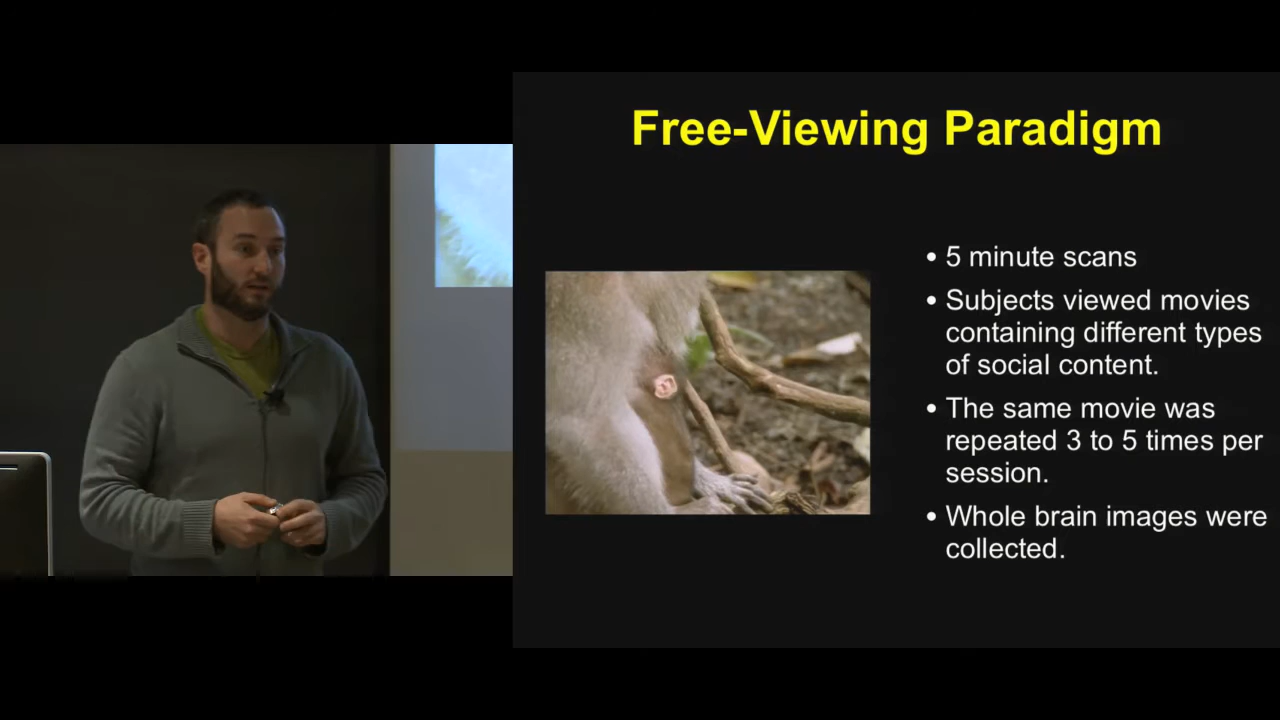 Free-Viewing Paradigm
• 5 minute scans
• Subjects viewed movies
containing different types
of social content.
• The same movie was
repeated 3 to 5 times per
session.
• Whole brain images were
collected.